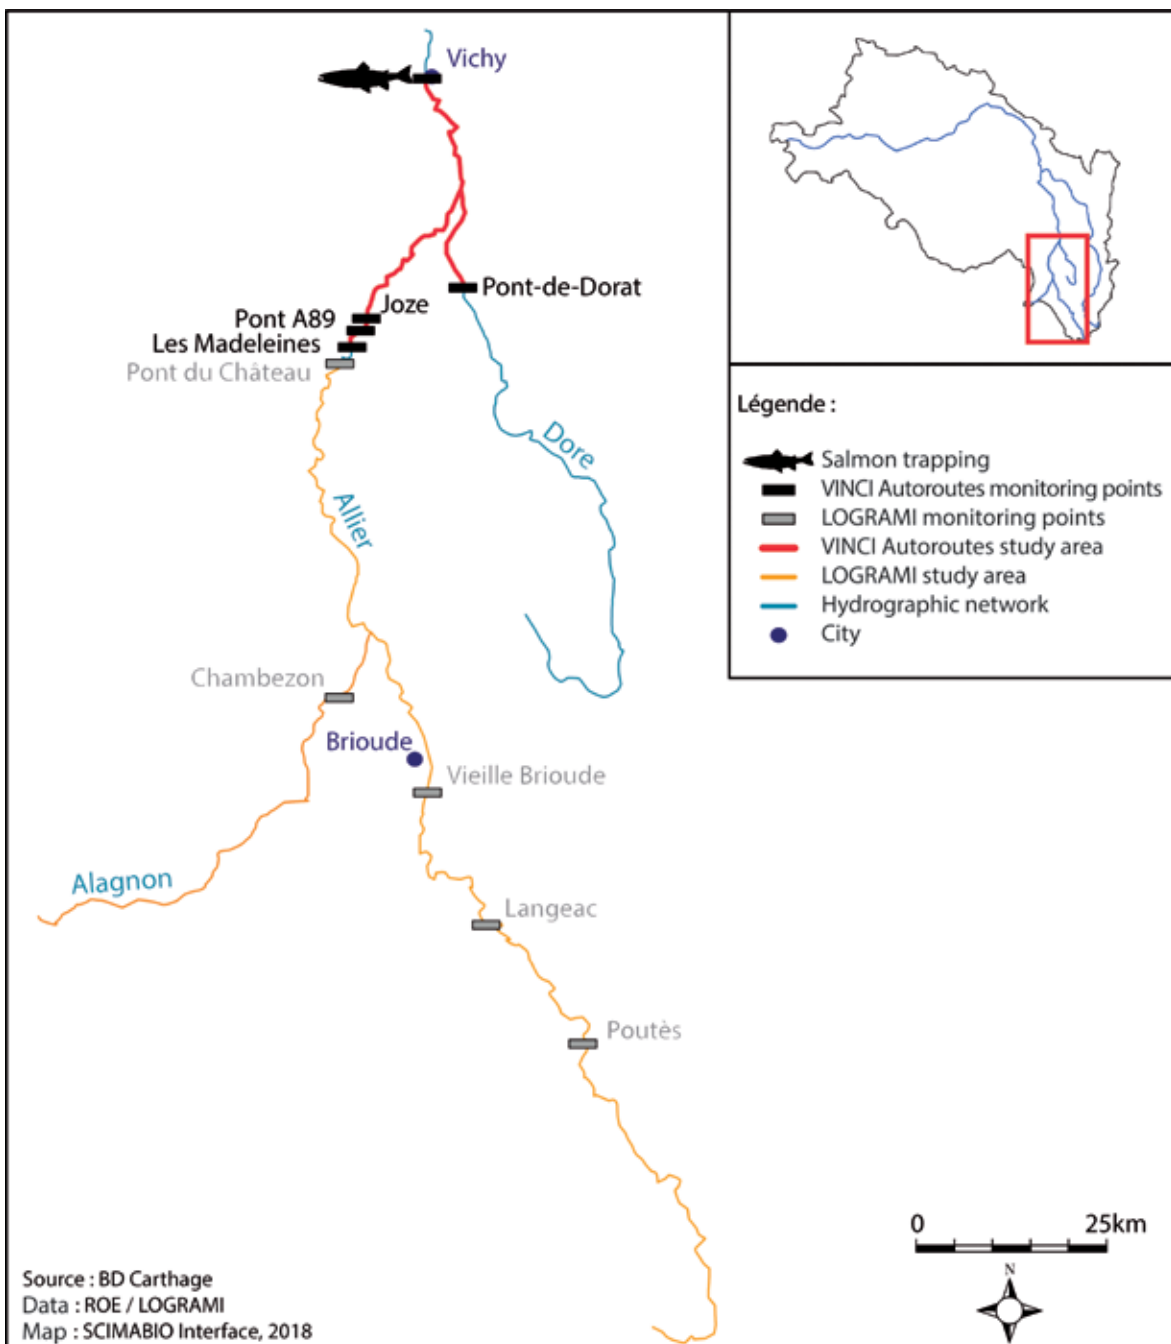 Vichy
Pont-de-Dorat
Joze
Pont A89
Les Madeleines
Pont du Château
Dore
Allier
Chambezon
Brioude
Vieille Brioude
Alagnon
Langeac
Poutès
Légende :
Salmon trapping
VINCI Autoroutes monitoring points
LOGRAMI monitoring points
VINCI Autoroutes study area
LOGRAMI study area
Hydrographic network
City
0 25km
N
Source : BD Carthage
Data : ROE / LOGRAMI
Map : SCIMABIO Interface, 2018